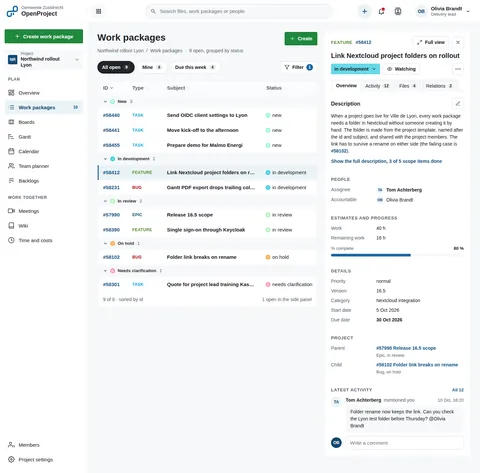 Gemeente Zuiddrecht
OpenProject
Search files, work packages or people
OB
Olivia Brandt
Delivery lead
+ Create work package
NR
Project
Northwind rollout
Lyon
PLAN
Overview
Work packages
Boards
Gantt
Calendar
Team planner
Backlogs
WORK TOGETHER
Meetings
Wiki
Time and costs
Members
Project settings
Work packages
Northwind rollout Lyon / Work packages · 9 open, grouped by status
+ Create
All open 9
Mine 4
Due this week 4
Filter 1
ID
Type
Subject
Status
New 3
#58440 TASK Send OIDC client settings to Lyon new
#58441 TASK Move kick-off to the afternoon new
#58455 TASK Prepare demo for Malmo Energi new
In development 2
#58412 FEATURE Link Nextcloud project folders on r... in development
#58231 BUG Gantt PDF export drops trailing col... in development
In review 2
#57990 EPIC Release 16.5 scope in review
#58390 FEATURE Single sign-on through Keycloak in review
On hold 1
#58102 BUG Folder link breaks on rename on hold
Needs clarification 1
#58301 TASK Quote for project lead training Kas... needs clarification
9 of 9 · sorted by id
1 open in the side panel
FEATURE #58412
Full view
Link Nextcloud project folders on rollout
in development
Watching
Overview
Activity 12
Files 4
Relations 2
Description
When a project goes live for Ville de Lyon, every work package needs a
folder in Nextcloud without someone creating it by
hand. The folder is made from the project template, named after
the id and subject, and shared with the project members. The
link has to survive a rename on either side (the failing case is
#58102).
Show the full description, 3 of 5 scope items done
PEOPLE
Assignee TA Tom Achterberg
Accountable OB Olivia Brandt
ESTIMATES AND PROGRESS
Work 40 h
Remaining work 16 h
% complete 60 %
DETAILS
Priority normal
Version 16.5
Category Nextcloud integration
Start date 5 Oct 2026
Due date 30 Oct 2026
PROJECT
Parent #57990 Release 16.5 scope
Epic, in review
Child #58102 Folder link breaks on rename
Bug, on hold
LATEST ACTIVITY
All 12
TA
Tom Achterberg mentioned you
Folder rename now keeps the link. Can you check
the Lyon test folder before Thursday? @Olivia
Brandt
OB
Write a comment